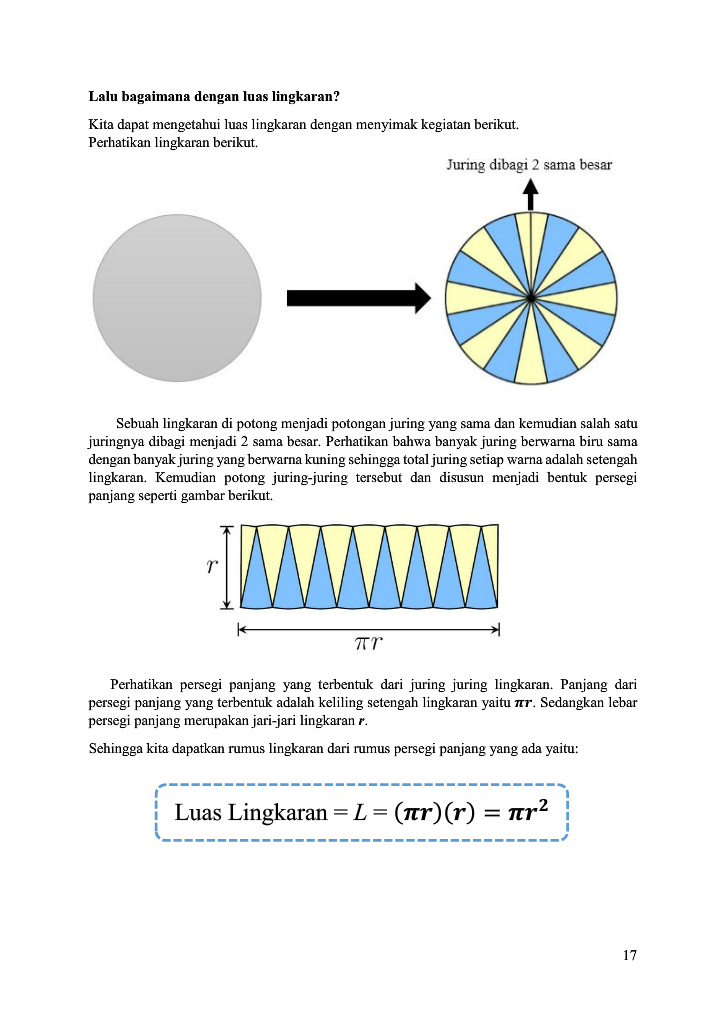 Lalu bagaimana dengan luas lingkaran?
Kita dapat mengetahui luas lingkaran dengan menyimak kegiatan berikut.
Perhatikan lingkaran berikut.
Juring dibagi 2 sama besar
Sebuah lingkaran di potong menjadi potongan juring yang sama dan kemudian salah satu
juringnya dibagi menjadi 2 sama besar. Perhatikan bahwa banyak juring berwarna biru sama
dengan banyak juring yang berwarna kuning sehingga total juring setiap warna adalah setengah
lingkaran. Kemudian potong juring-juring tersebut dan disusun menjadi bentuk persegi
panjang seperti gambar berikut.
r
πr
Perhatikan persegi panjang yang terbentuk dari juring juring lingkaran. Panjang dari
persegi panjang yang terbentuk adalah keliling setengah lingkaran yaitu πr. Sedangkan lebar
persegi panjang merupakan jari-jari lingkaran r.
Sehingga kita dapatkan rumus lingkaran dari rumus persegi panjang yang ada yaitu:
Luas Lingkaran = L = (πr)(r) = πr²
17